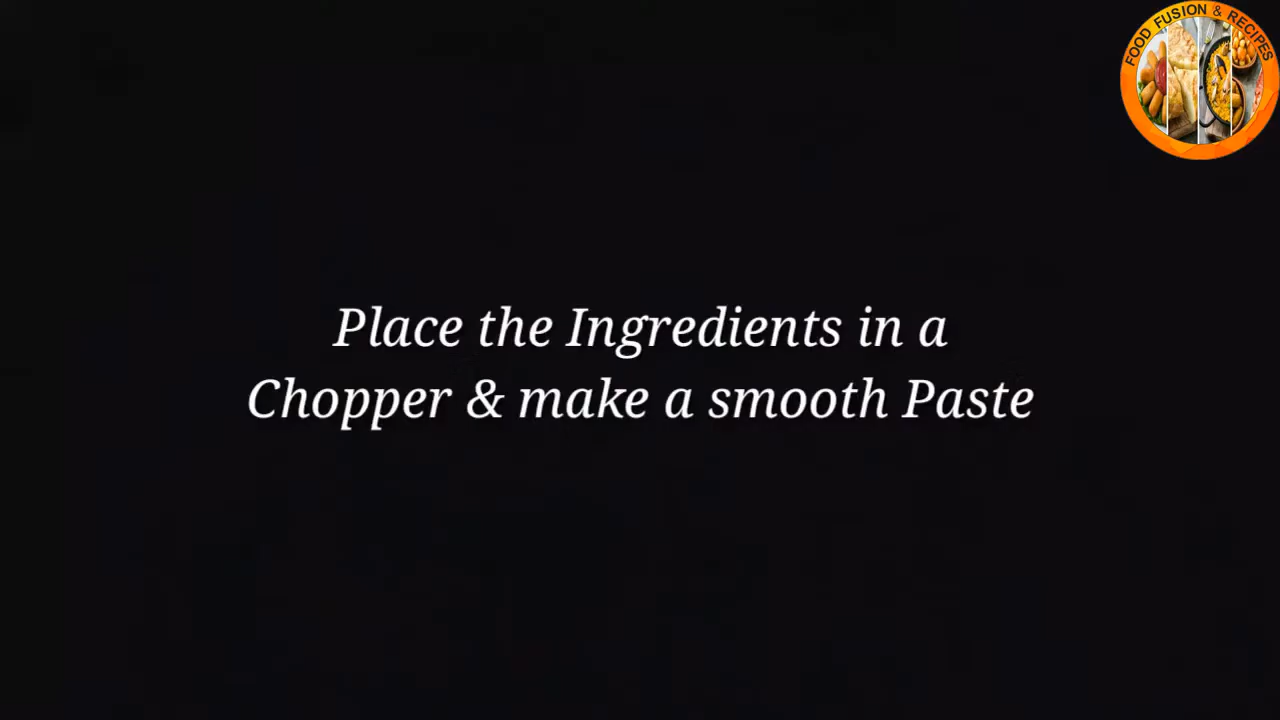 FOOD FUSION & RECIPES
Place the Ingredients in a
Chopper & make a smooth Paste